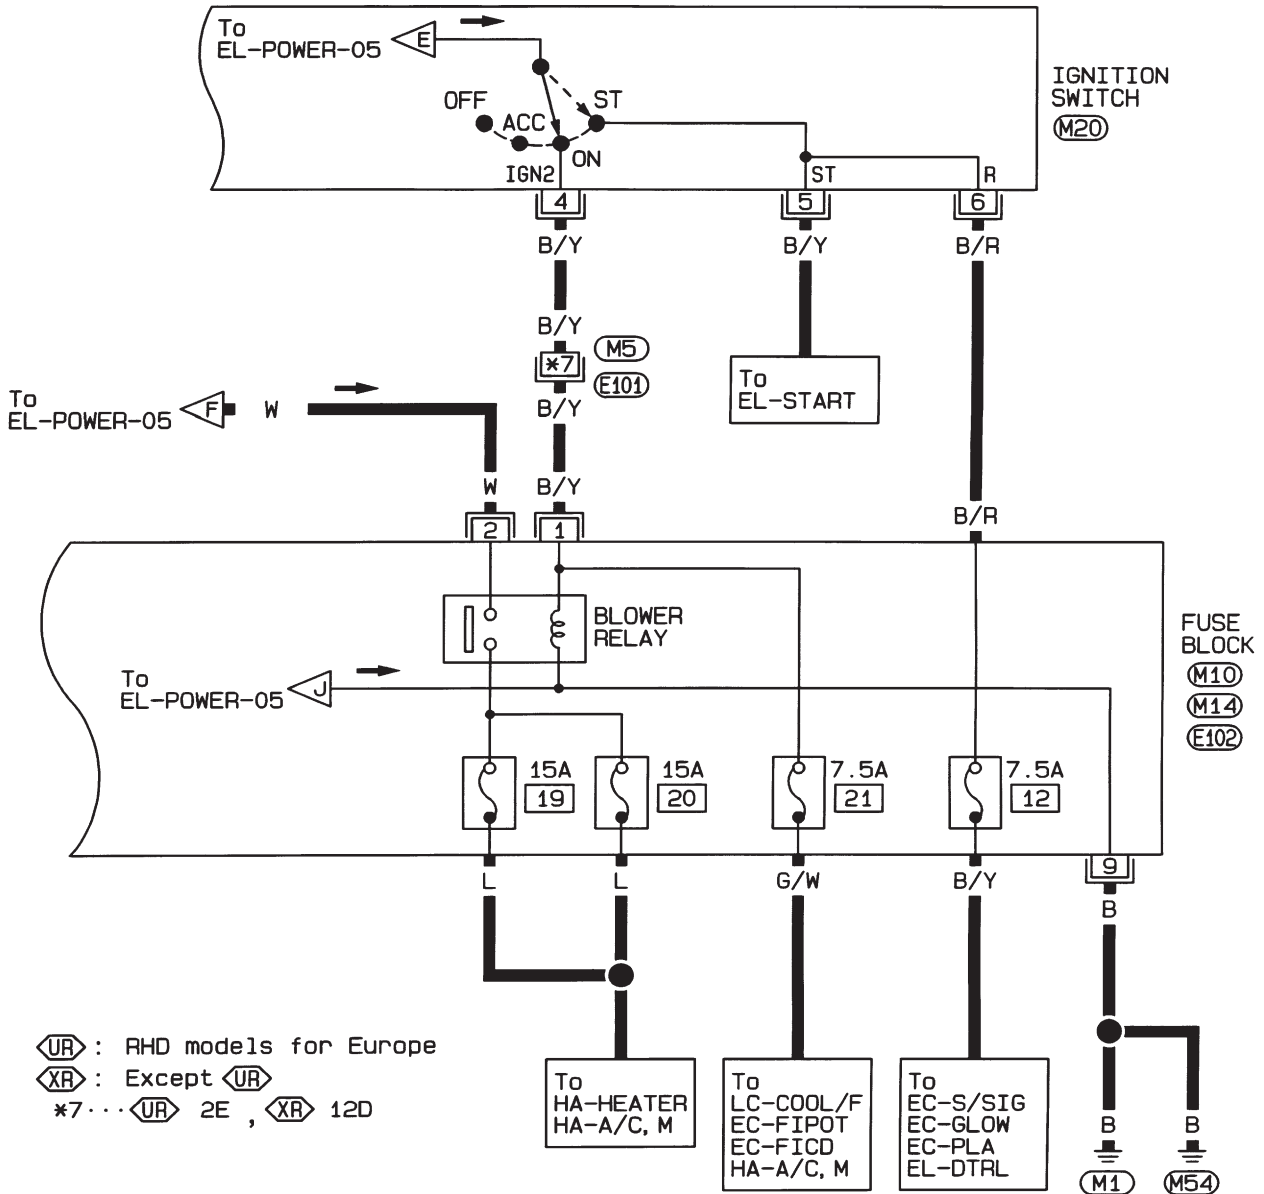 To
EL-POWER-05
E
OFF
ACC
ST
ON
IGN2
ST
R
IGNITION
SWITCH
M20
4
5
6
B/Y
B/Y
B/R
B/Y
*7
M5
E101
B/Y
To
EL-START
To
EL-POWER-05
F
W
W
B/Y
B/R
2
1
BLOWER
RELAY
FUSE
BLOCK
M10
M14
E102
To
EL-POWER-05
J
15A
19
15A
20
7.5A
21
7.5A
12
9
L
L
G/W
B/Y
B
UR : RHD models for Europe
XR : Except UR
*7··· UR 2E , XR 12D
To
HA-HEATER
HA-A/C, M
To
LC-COOL/F
EC-FIPOT
EC-FICD
HA-A/C, M
To
EC-S/SIG
EC-GLOW
EC-PLA
EL-DTRL
B
B
M1
M54